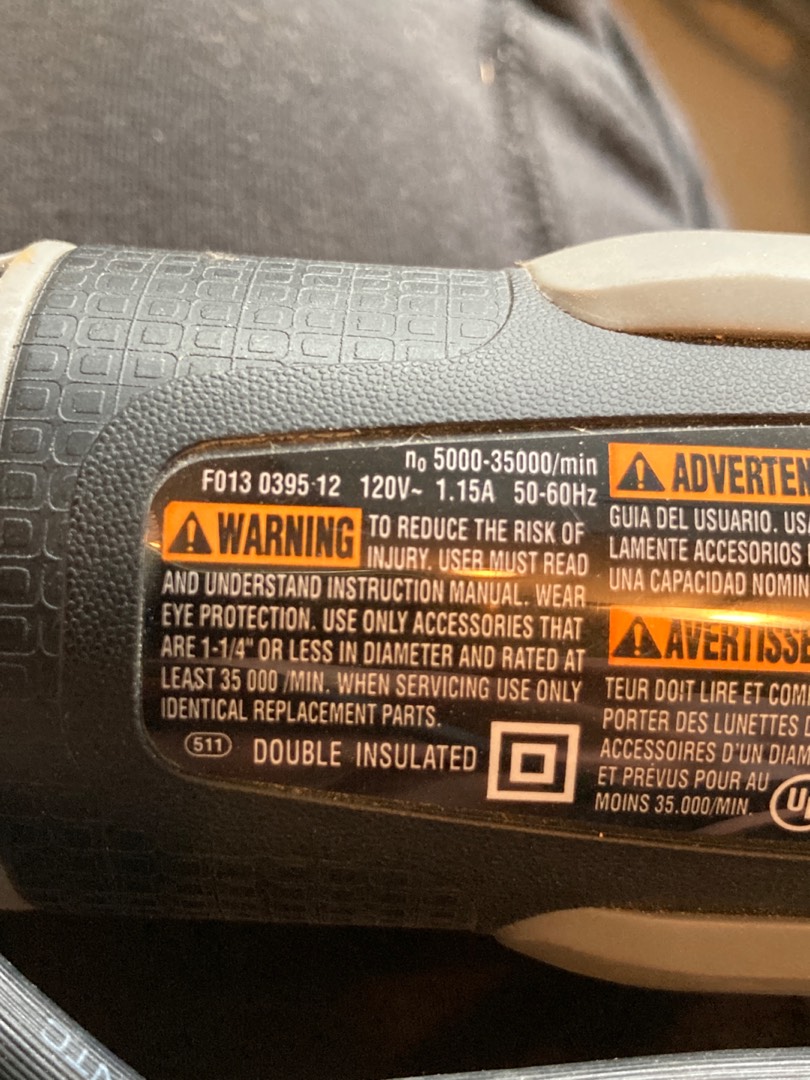 n₀ 5000-35000/min
F013 0395 12 120V~ 1.15A 50-60Hz
WARNING TO REDUCE THE RISK OF
INJURY. USER MUST READ
AND UNDERSTAND INSTRUCTION MANUAL. WEAR
EYE PROTECTION. USE ONLY ACCESSORIES THAT
ARE 1-1/4" OR LESS IN DIAMETER AND RATED AT
LEAST 35 000 /MIN. WHEN SERVICING USE ONLY
IDENTICAL REPLACEMENT PARTS.
511 DOUBLE INSULATED
GUIA DEL USUARIO.
LAMENTE ACCESORIOS
UNA CAPACIDAD
TEUR DOIT LIRE ET
PORTER DES LUNETTES
ACCESSOIRES D'UN
ET PRÉVUS POUR AU
MOINS 35.000/MIN.